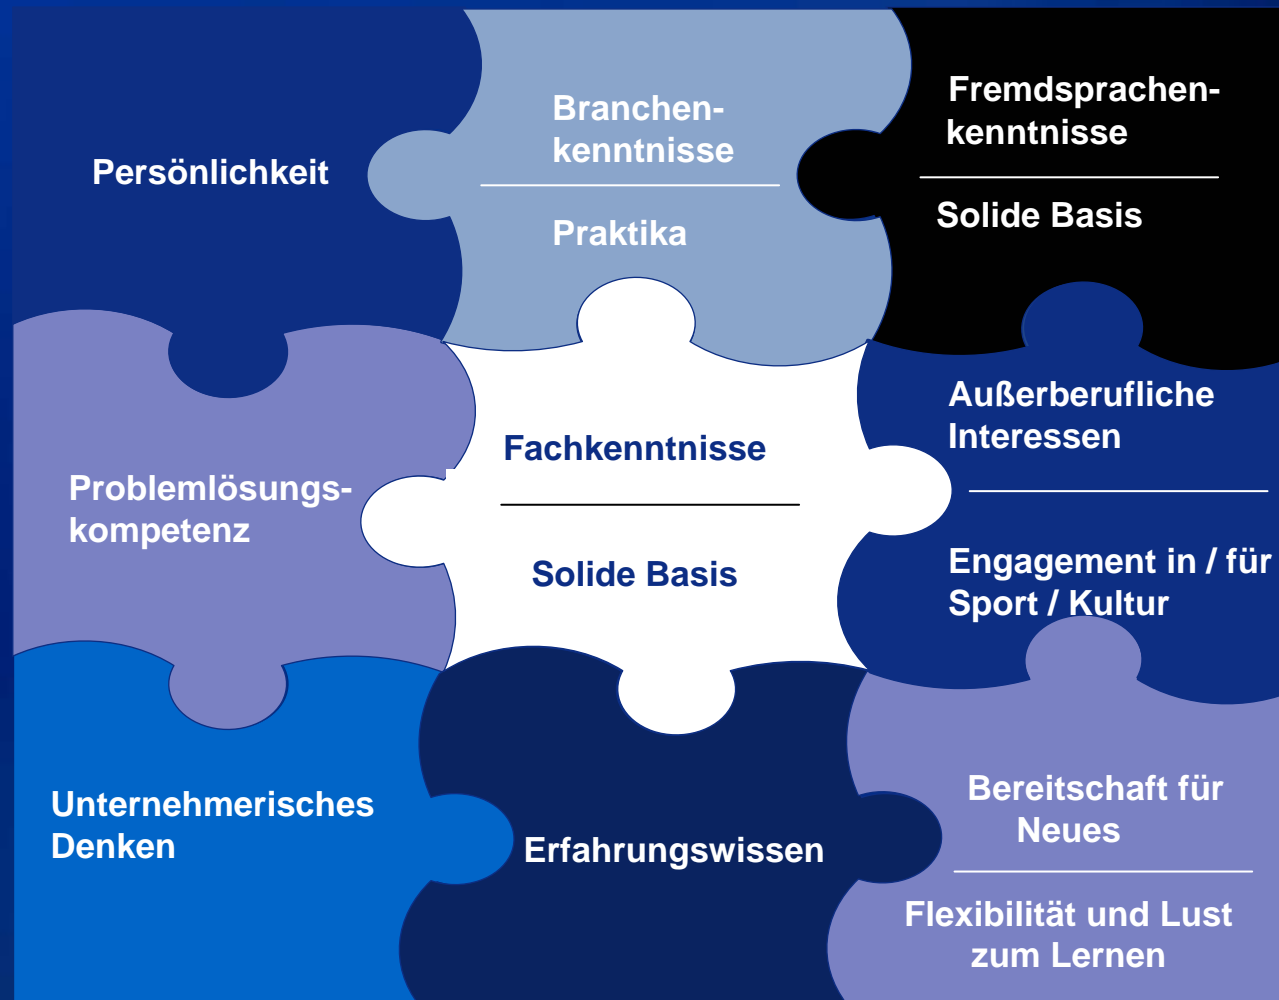 Persönlichkeit
Branchen-
kenntnisse
Praktika
Fremdsprachen-
kenntnisse
Solide Basis
Problemlösungs-
kompetenz
Fachkenntnisse
Solide Basis
Außerberufliche
Interessen
Engagement in / für
Sport / Kultur
Unternehmerisches
Denken
Erfahrungswissen
Bereitschaft für
Neues
Flexibilität und Lust
zum Lernen